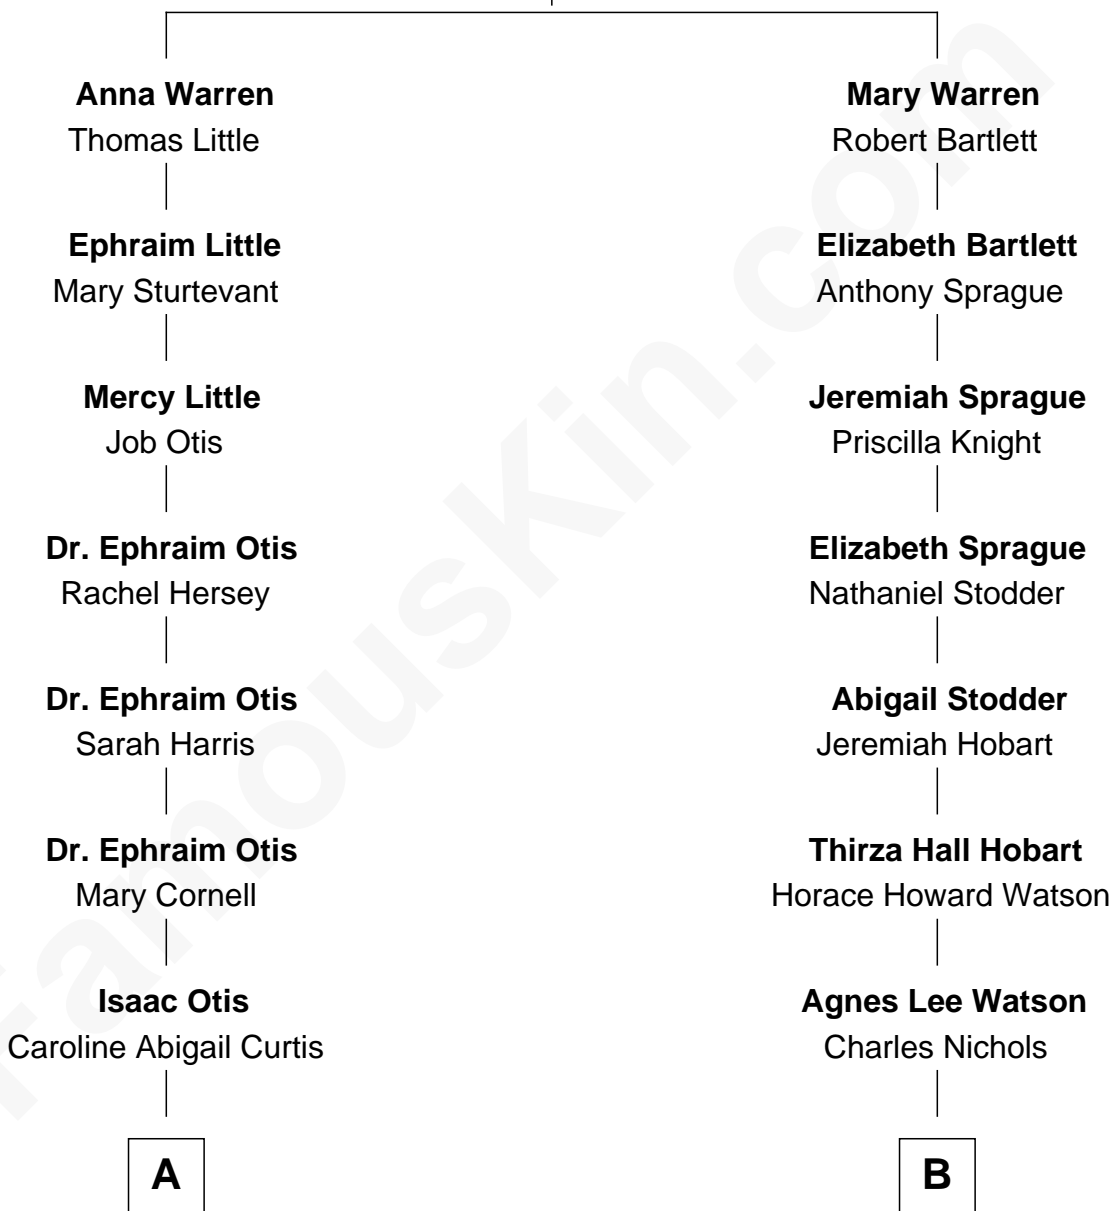 Anna Warren
Thomas Little
Ephraim Little
Mary Sturtevant
Mercy Little
Job Otis
Dr. Ephraim Otis
Rachel Hersey
Dr. Ephraim Otis
Sarah Harris
Dr. Ephraim Otis
Mary Cornell
Isaac Otis
Caroline Abigail Curtis
A
Mary Warren
Robert Bartlett
Elizabeth Bartlett
Anthony Sprague
Jeremiah Sprague
Priscilla Knight
Elizabeth Sprague
Nathaniel Stodder
Abigail Stodder
Jeremiah Hobart
Thirza Hall Hobart
Horace Howard Watson
Agnes Lee Watson
Charles Nichols
B
FamousKin.com